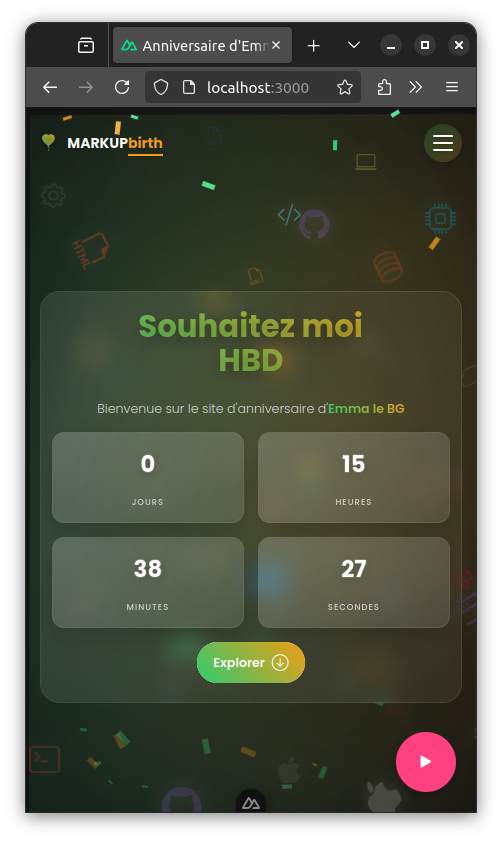 Anniversaire d'Emm
localhost:3000
MARKUPbirth
</>
HTML
Souhaitez moi
HBD
Bienvenue sur le site d'anniversaire d'Emma le BG
0
15
JOURS
HEURES
38
27
MINUTES
SECONDES
Explorer